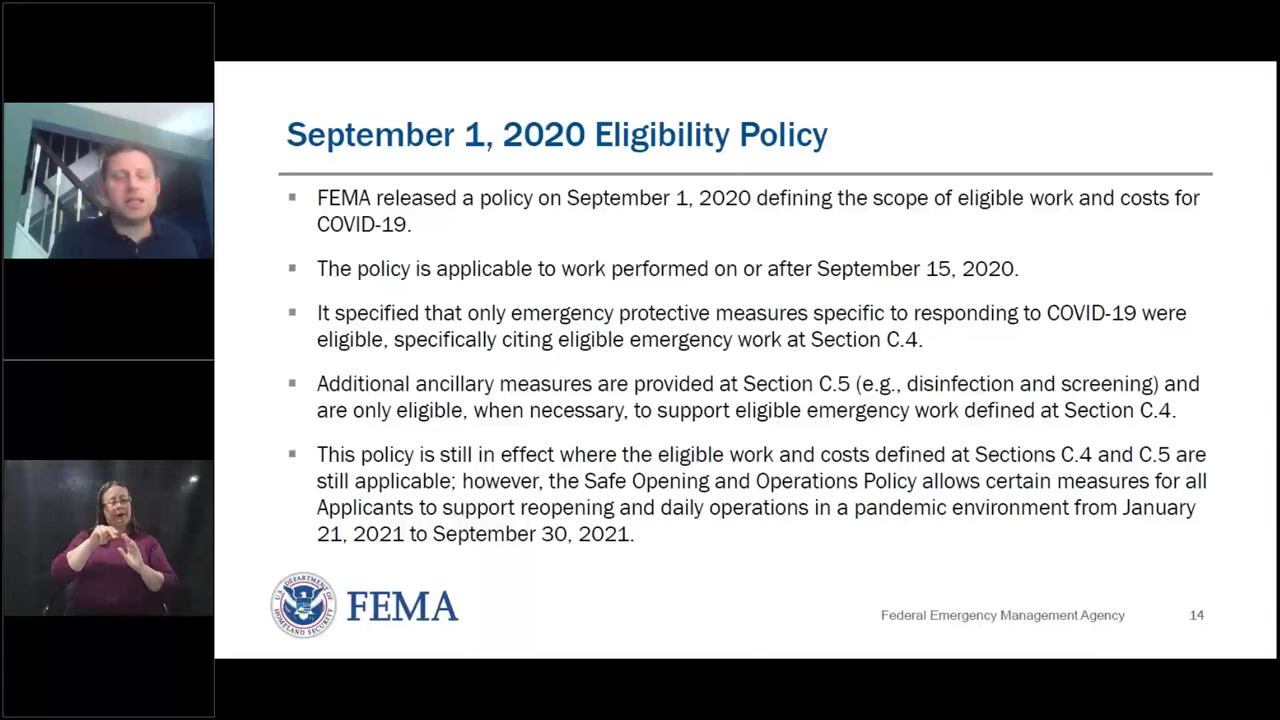 September 1, 2020 Eligibility Policy
▪ FEMA released a policy on September 1, 2020 defining the scope of eligible work and costs for
COVID-19.
▪ The policy is applicable to work performed on or after September 15, 2020.
▪ It specified that only emergency protective measures specific to responding to COVID-19 were
eligible, specifically citing eligible emergency work at Section C.4.
▪ Additional ancillary measures are provided at Section C.5 (e.g., disinfection and screening) and
are only eligible, when necessary, to support eligible emergency work defined at Section C.4.
▪ This policy is still in effect where the eligible work and costs defined at Sections C.4 and C.5 are
still applicable; however, the Safe Opening and Operations Policy allows certain measures for all
Applicants to support reopening and daily operations in a pandemic environment from January
21, 2021 to September 30, 2021.
U.S. DEPARTMENT OF
HOMELAND SECURITY
FEMA
Federal Emergency Management Agency
14